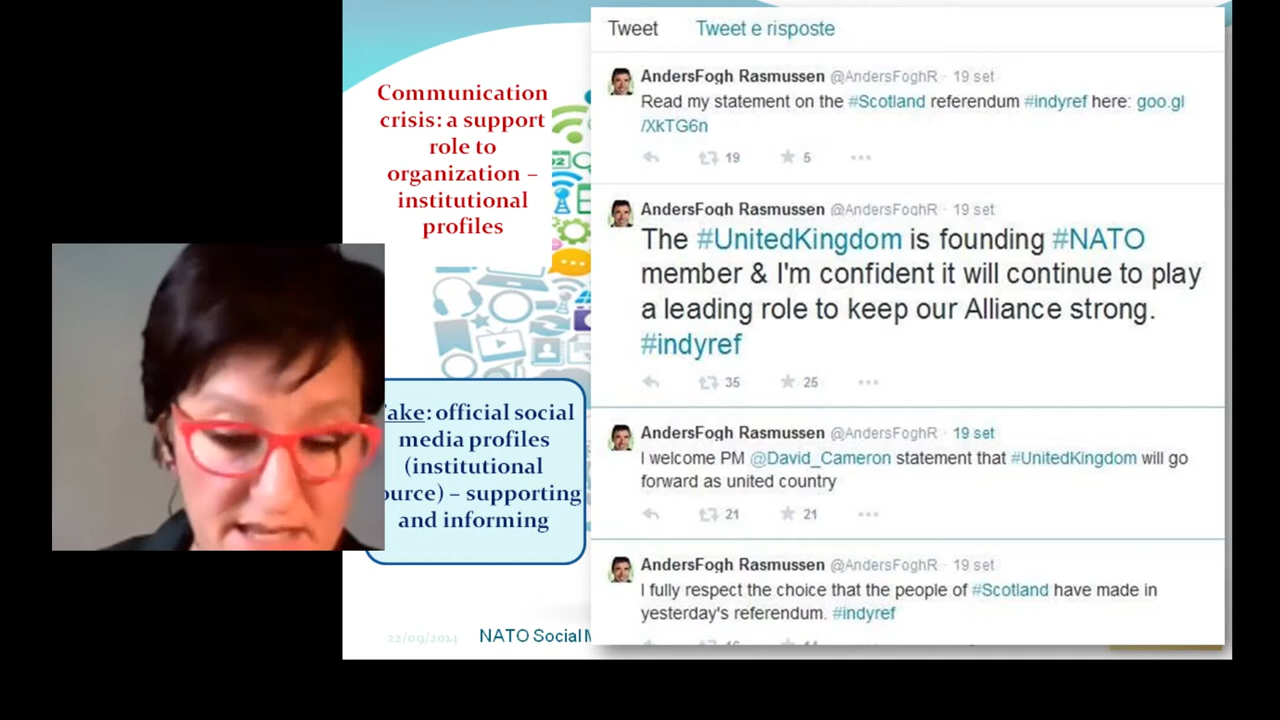 Communication
crisis: a support
role to
organization –
institutional
profiles
ake: official social
media profiles
(institutional
ource) – supporting
and informing
22/09/2014 NATO Social M
Tweet Tweet e risposte
AndersFogh Rasmussen @AndersFoghR · 19 set
Read my statement on the #Scotland referendum #indyref here: goo.gl
/XkTG6n
19 5
AndersFogh Rasmussen @AndersFoghR · 19 set
The #UnitedKingdom is founding #NATO
member & I'm confident it will continue to play
a leading role to keep our Alliance strong.
#indyref
35 25
AndersFogh Rasmussen @AndersFoghR · 19 set
I welcome PM @David_Cameron statement that #UnitedKingdom will go
forward as united country
21 21
AndersFogh Rasmussen @AndersFoghR · 19 set
I fully respect the choice that the people of #Scotland have made in
yesterday's referendum. #indyref